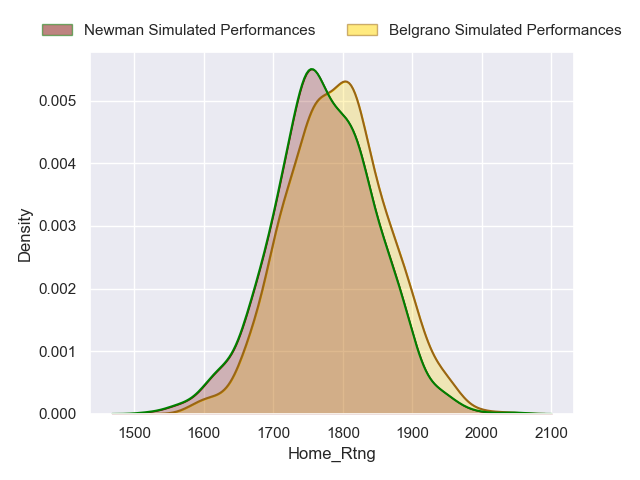 Newman Simulated Performances
Belgrano Simulated Performances
Density
0.005
0.004
0.003
0.002
0.001
0.000
1500 1600 1700 1800 1900 2000 2100
Home_Rtng